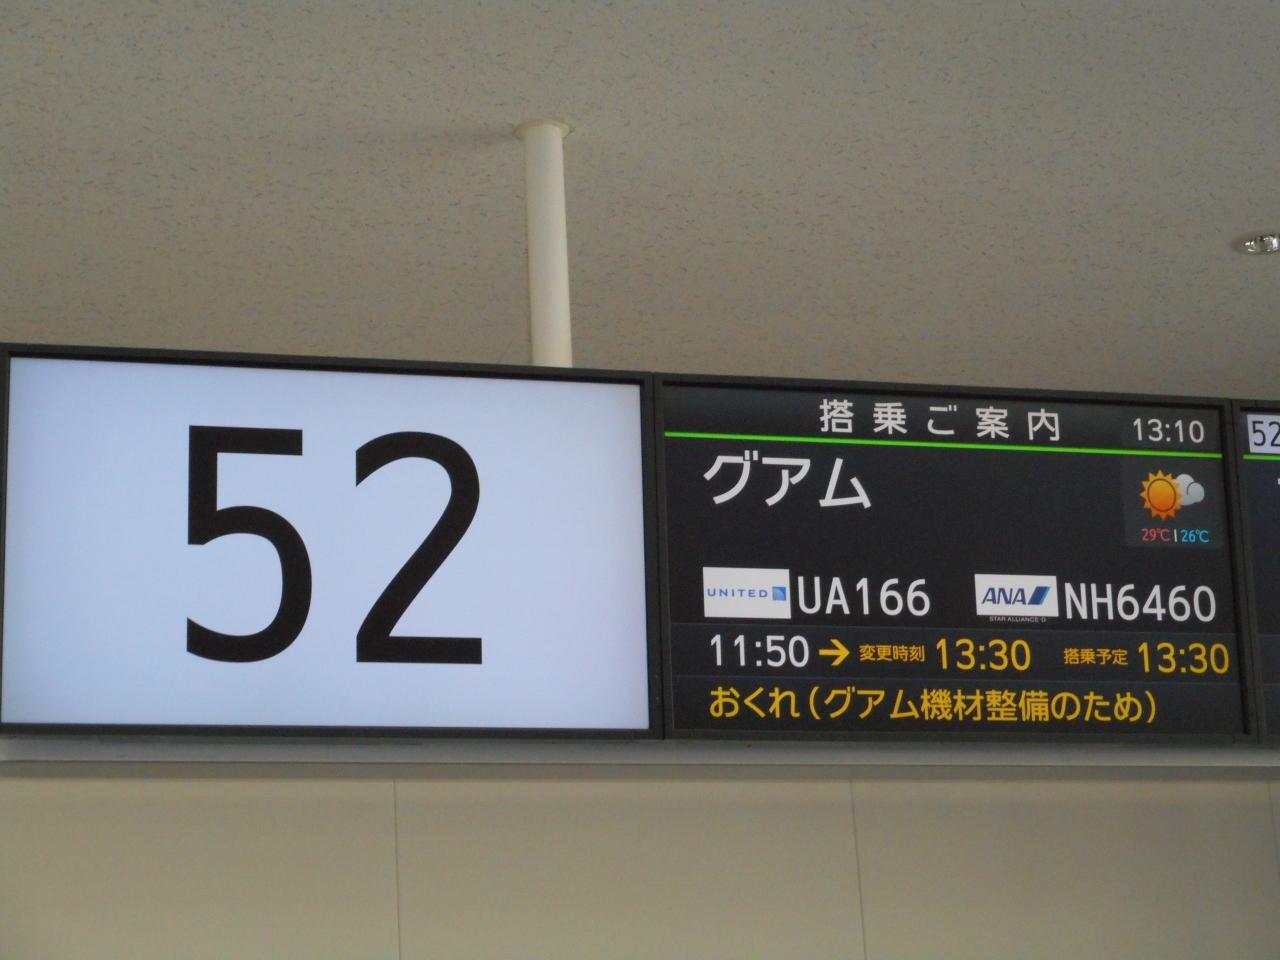 52
搭乗ご案内 13:10
グアム
29℃ | 26℃
UNITED UA166 ANA NH6460
STAR ALLIANCE
11:50 → 変更時刻 13:30 搭乗予定 13:30
おくれ(グアム機材整備のため)
52